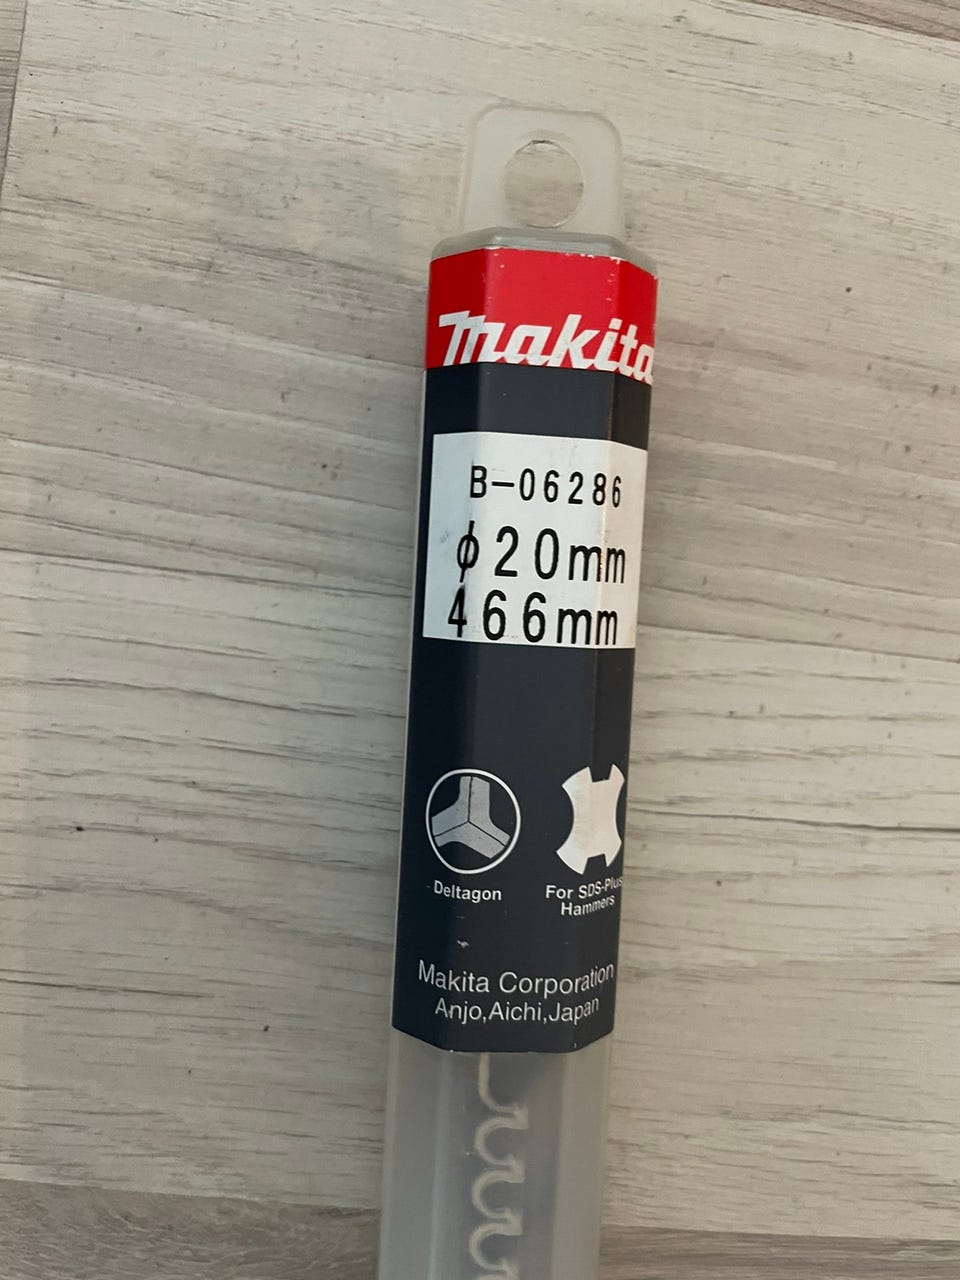 makita
B-06286
ϕ20mm
466mm
Deltagon
For SDS-Plus
Hammers
Makita Corporation
Anjo,Aichi,Japan